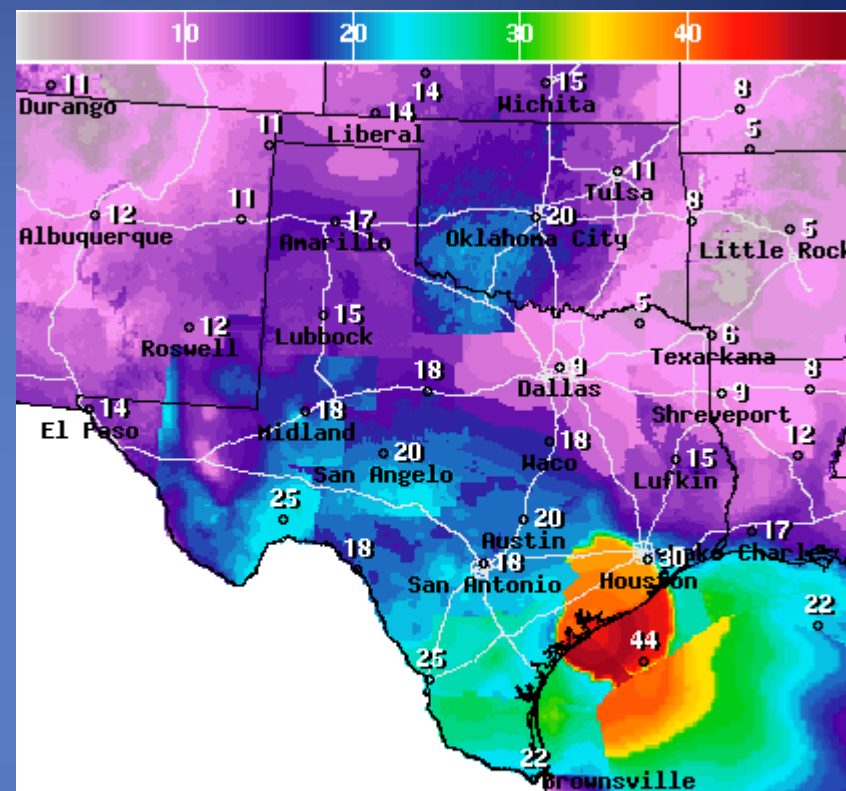 10 20 30 40
11
Durango
14
15
Wichita
8
14
Liberal
11
5
11
Tulsa
12
Albuquerque
11
17
Amarillo
20
Oklahoma City
8
5
Little Rock
12
Roswell
15
Lubbock
5
6
Texarkana
9
Dallas
14
El Paso
18
Midland
18
9
Shreveport
8
20
San Angelo
18
Waco
15
Lufkin
12
25
20
Austin
17
Lake Charles
18
18
San Antonio
30
Houston
22
44
25
22
Brownsville